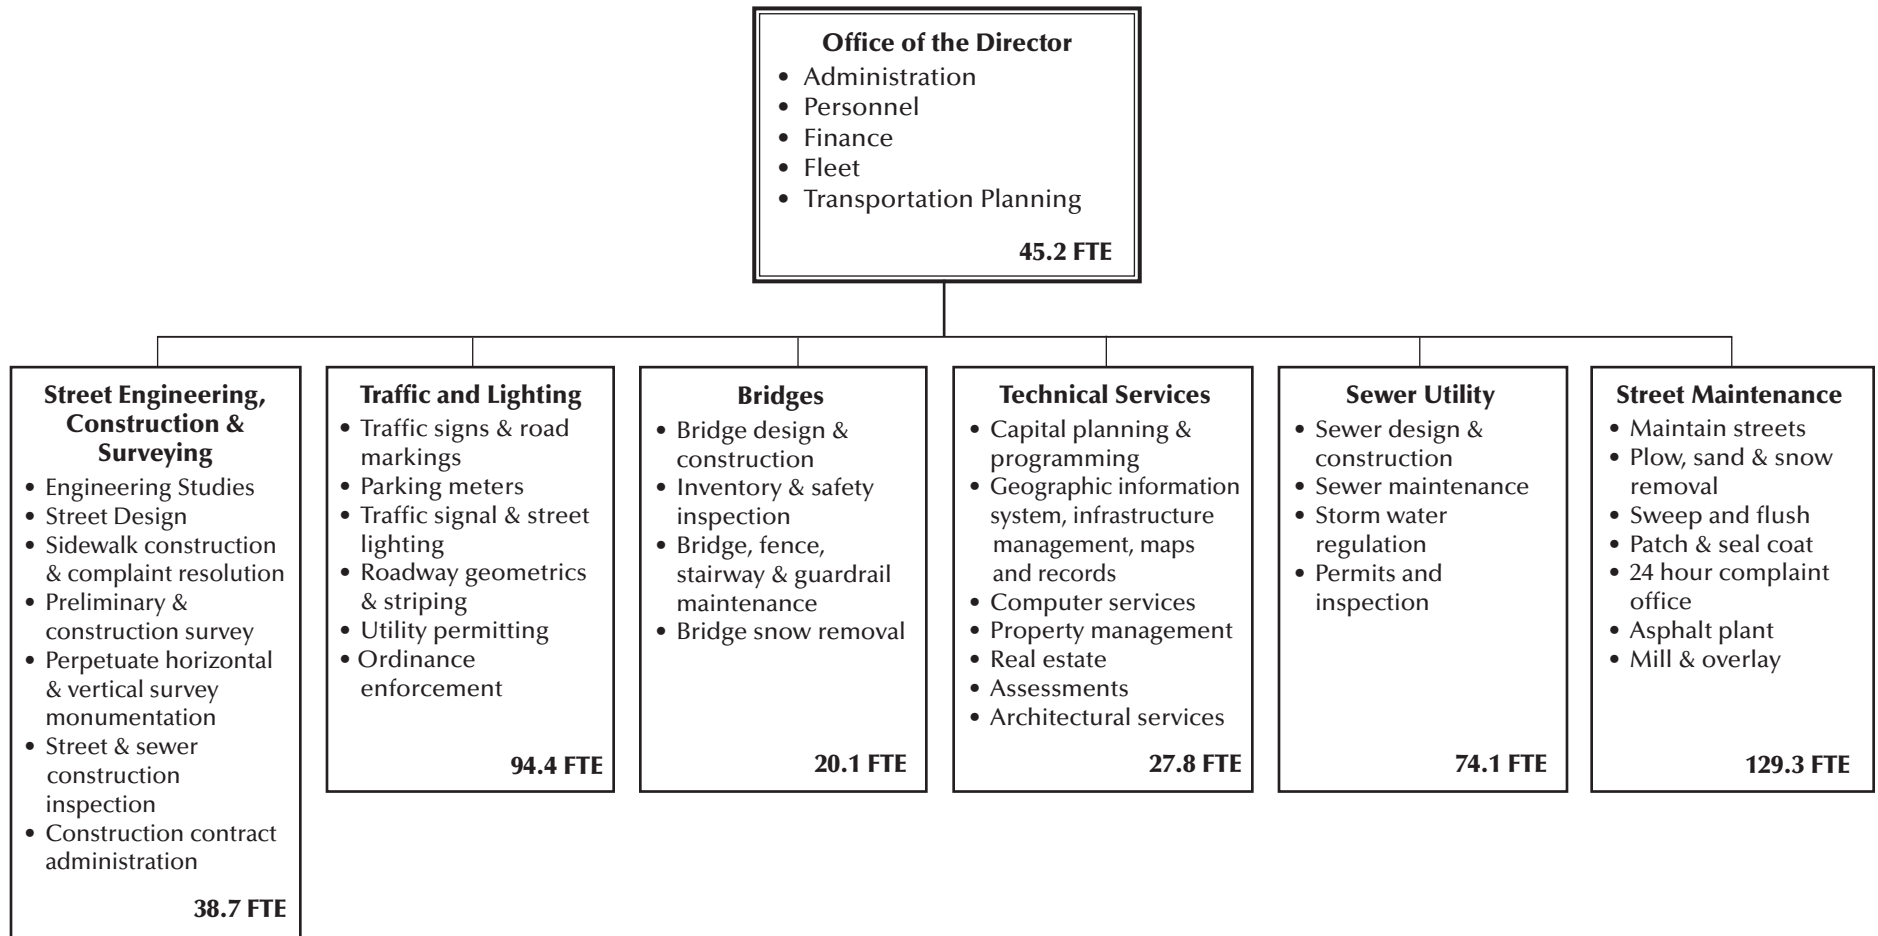 Office of the Director
• Administration
• Personnel
• Finance
• Fleet
• Transportation Planning
45.2 FTE
Street Engineering,
Construction &
Surveying
• Engineering Studies
• Street Design
• Sidewalk construction
& complaint resolution
• Preliminary &
construction survey
• Perpetuate horizontal
& vertical survey
monumentation
• Street & sewer
construction
inspection
• Construction contract
administration
38.7 FTE
Traffic and Lighting
• Traffic signs & road
markings
• Parking meters
• Traffic signal & street
lighting
• Roadway geometrics
& striping
• Utility permitting
• Ordinance
enforcement
94.4 FTE
Bridges
• Bridge design &
construction
• Inventory & safety
inspection
• Bridge, fence,
stairway & guardrail
maintenance
• Bridge snow removal
20.1 FTE
Technical Services
• Capital planning &
programming
• Geographic information
system, infrastructure
management, maps
and records
• Computer services
• Property management
• Real estate
• Assessments
• Architectural services
27.8 FTE
Sewer Utility
• Sewer design &
construction
• Sewer maintenance
• Storm water
regulation
• Permits and
inspection
74.1 FTE
Street Maintenance
• Maintain streets
• Plow, sand & snow
removal
• Sweep and flush
• Patch & seal coat
• 24 hour complaint
office
• Asphalt plant
• Mill & overlay
129.3 FTE